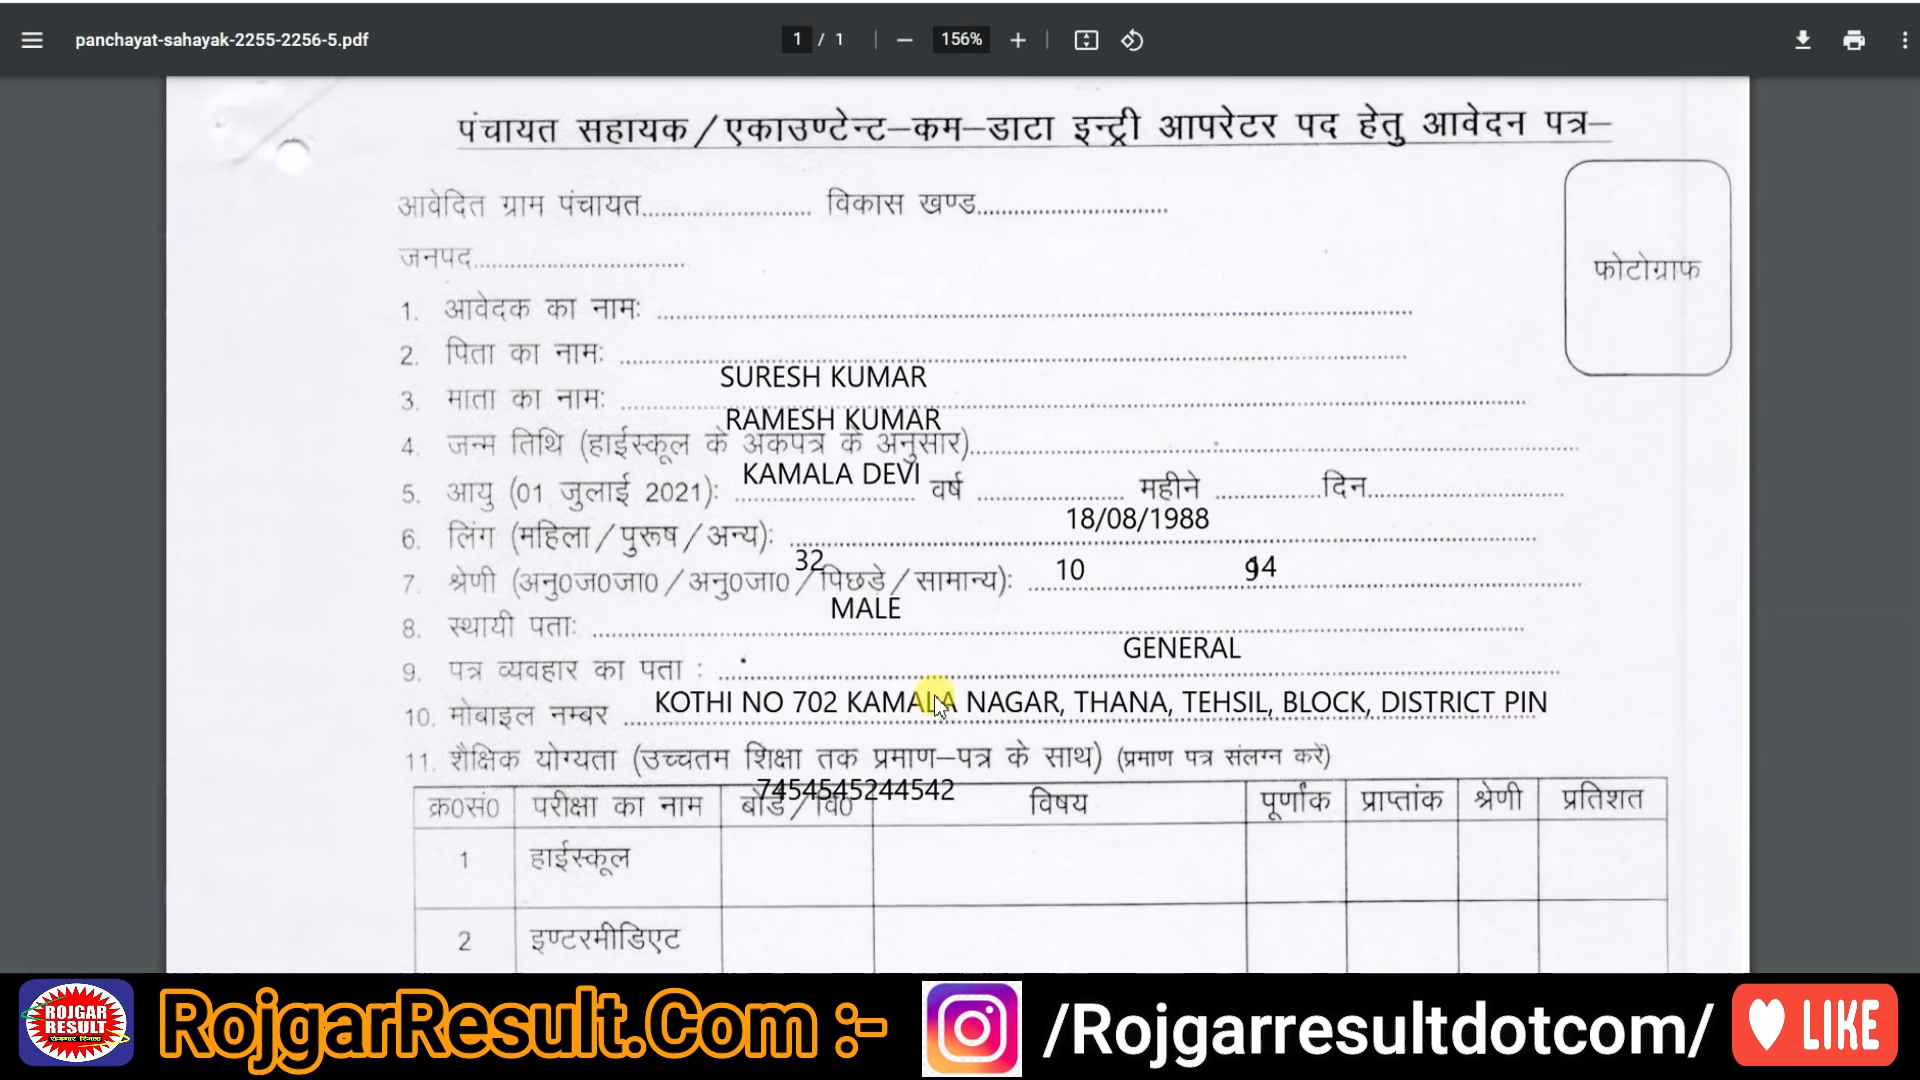 panchayat-sahayak-2255-2256-5.pdf
1 / 1
156%
पंचायत सहायक/एकाउण्टेन्ट–कम–डाटा इन्ट्री आपरेटर पद हेतु आवेदन पत्र–
आवेदित ग्राम पंचायत............................ विकास खण्ड................................
जनपद...................................
फोटोग्राफ
1. आवेदक का नामः ................................................................
2. पिता का नामः ................................................................
SURESH KUMAR
3. माता का नामः ................................................................
RAMESH KUMAR
4. जन्म तिथि (हाईस्कूल के अंकपत्र के अनुसार)................................................................
KAMALA DEVI
5. आयु (01 जुलाई 2021): .............................. वर्ष ........................ महीने ..................दिन................................
18/08/1988
6. लिंग (महिला/पुरूष/अन्य): ................................................................
32 10 14
7. श्रेणी (अनु0ज0जा0/अनु0जा0/पिछड़े/सामान्य): ................................................................
MALE
8. स्थायी पताः ................................................................
GENERAL
9. पत्र व्यवहार का पता : ................................................................
KOTHI NO 702 KAMALA NAGAR, THANA, TEHSIL, BLOCK, DISTRICT PIN
10. मोबाइल नम्बर ................................................................
11. शैक्षिक योग्यता (उच्चतम शिक्षा तक प्रमाण–पत्र के साथ) (प्रमाण पत्र संलग्न करें)
7454545244542
क्र0सं0 परीक्षा का नाम बोर्ड/वि0 विषय पूर्णांक प्राप्तांक श्रेणी प्रतिशत
1 हाईस्कूल
2 इण्टरमीडिएट
ROJGAR
RESULT
RojgarResult.Com :-
/Rojgarresultdotcom/
LIKE